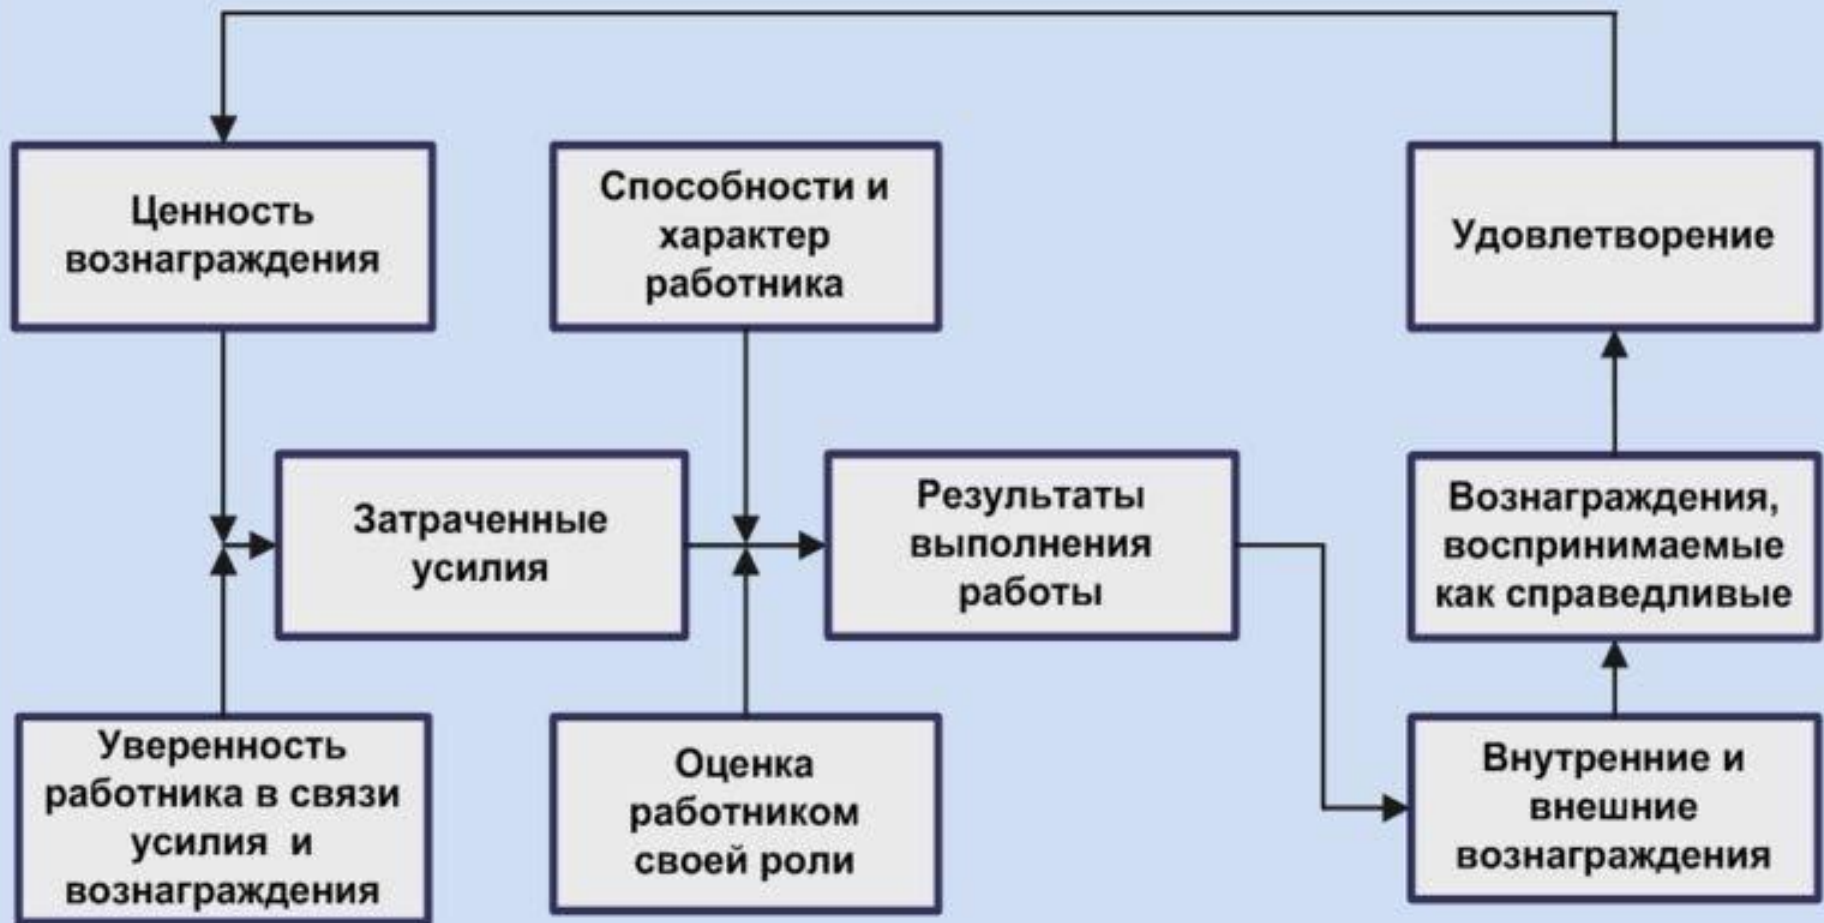 Ценность
вознаграждения
Способности и
характер
работника
Удовлетворение
Затраченные
усилия
Результаты
выполнения
работы
Вознаграждения,
воспринимаемые
как справедливые
Уверенность
работника в связи
усилия и
вознаграждения
Оценка
работником
своей роли
Внутренние и
внешние
вознаграждения